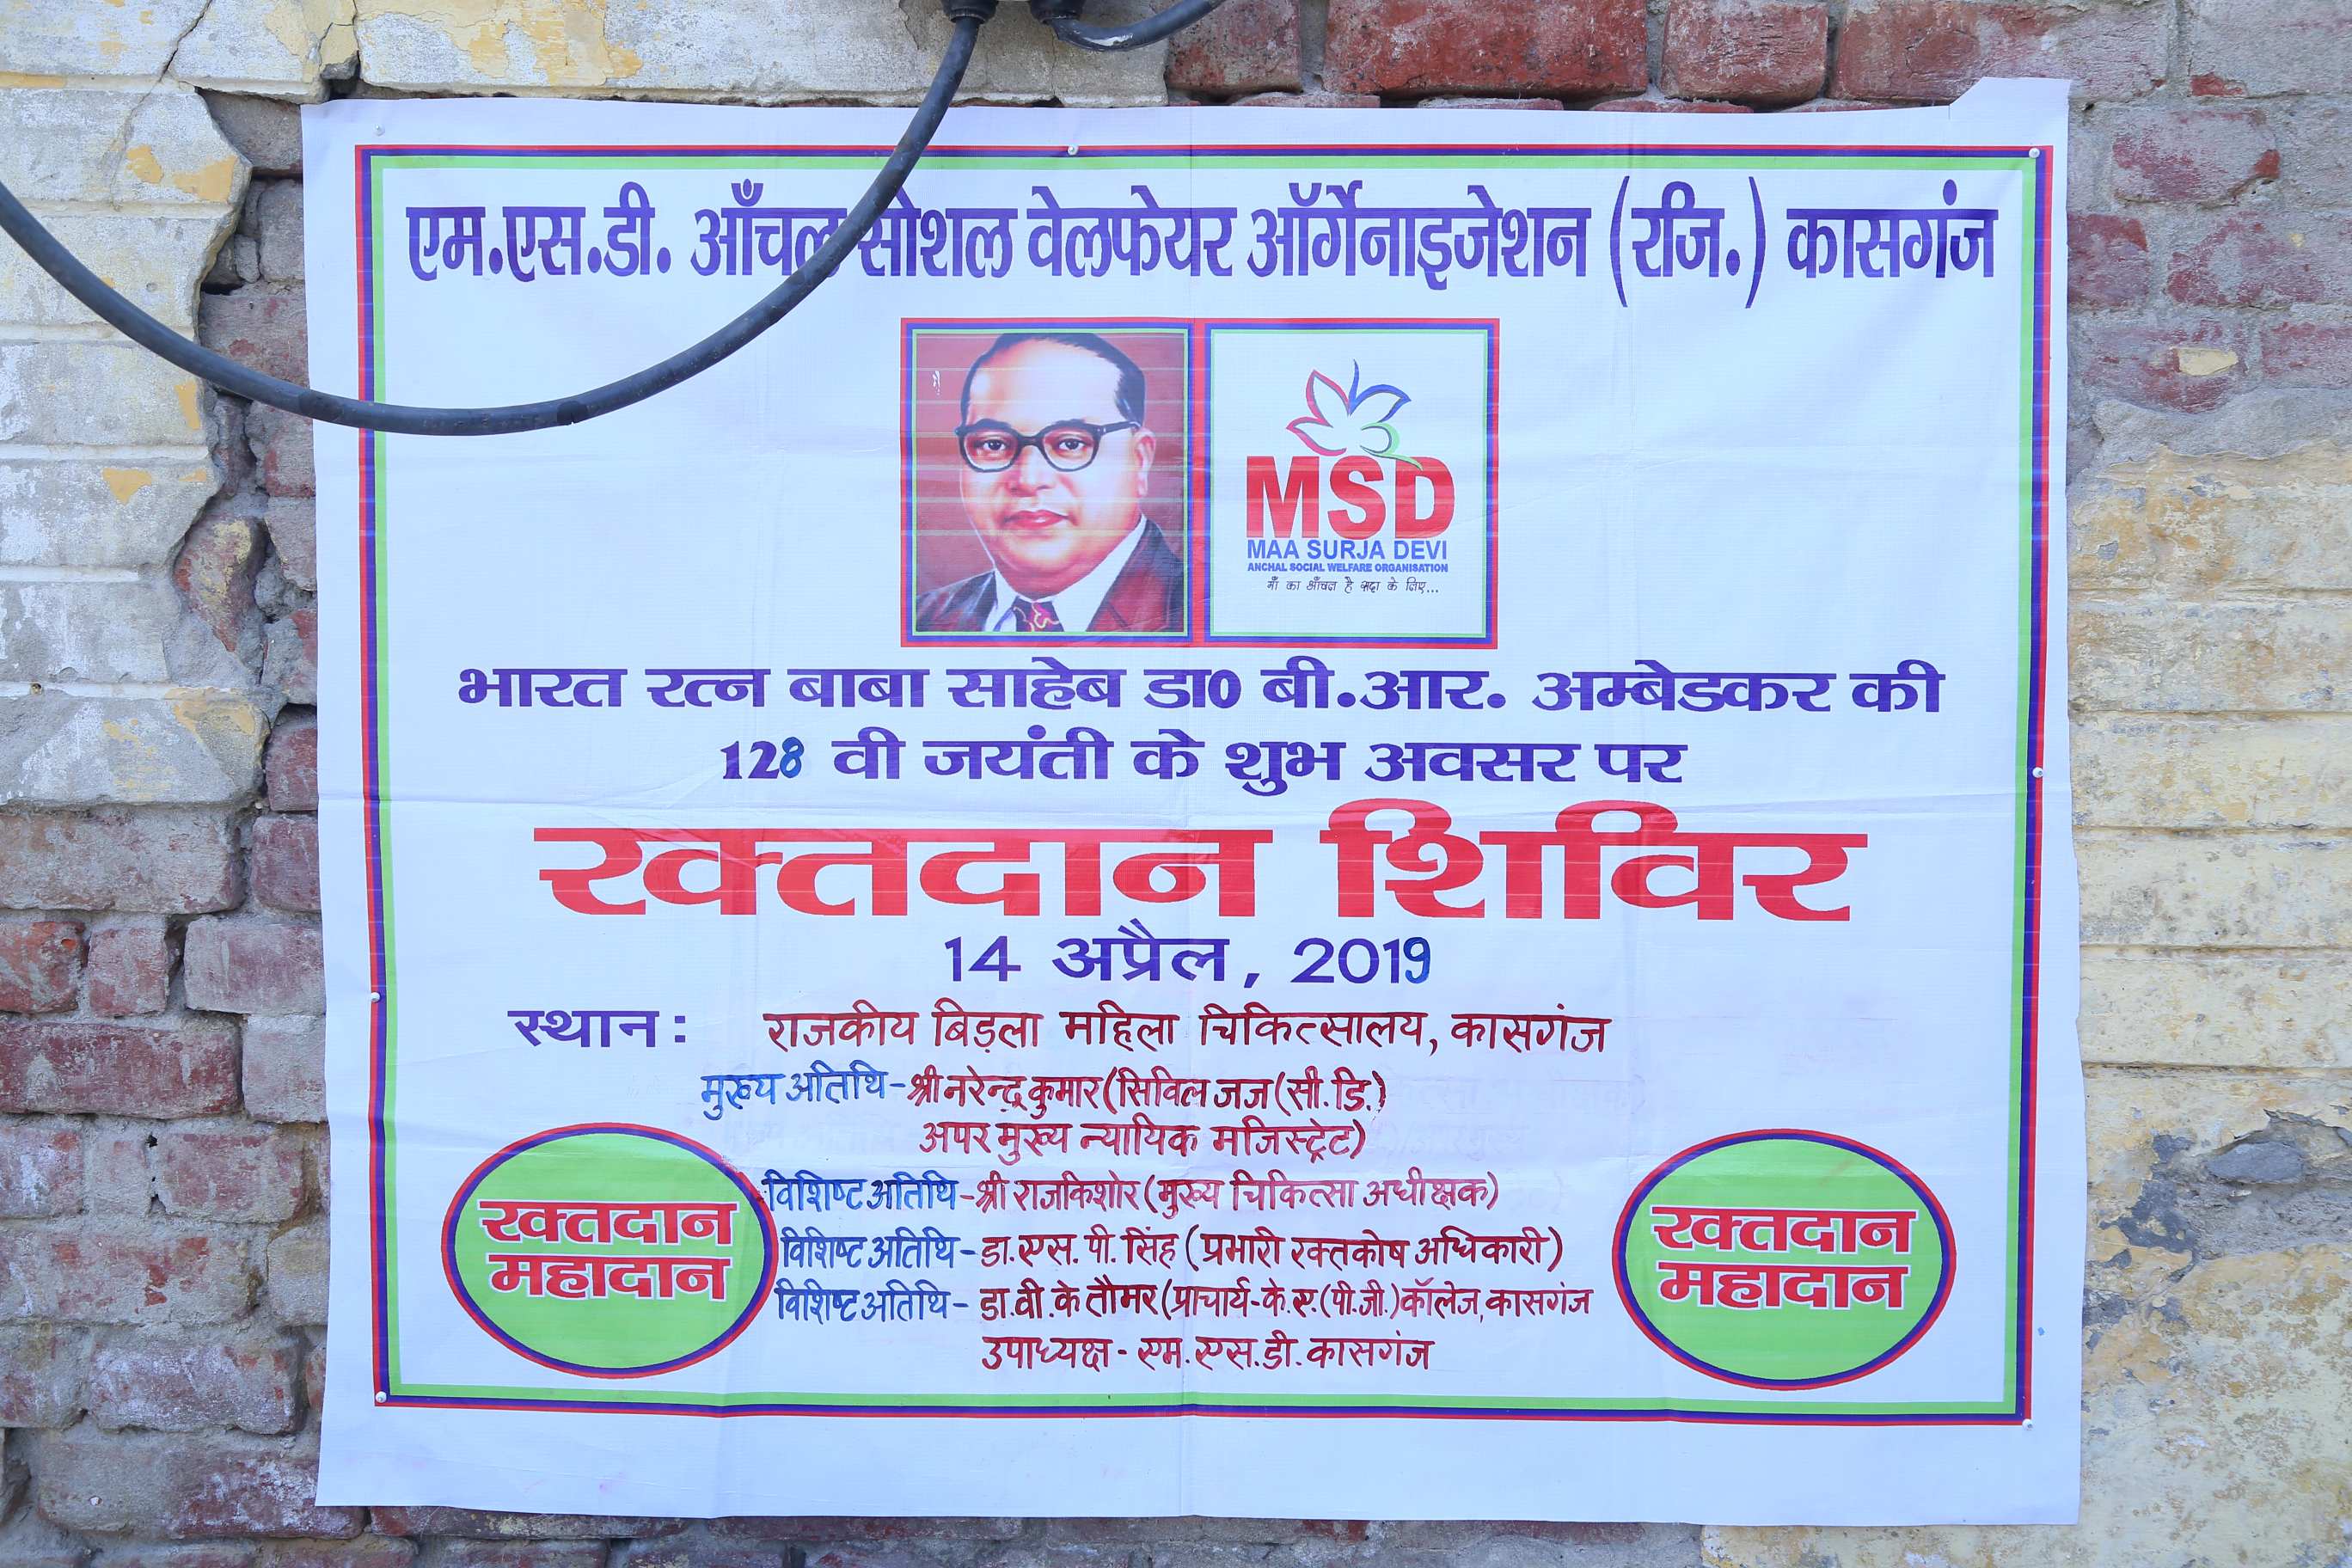 एम.एस.डी. आँचल सोशल वेलफेयर ऑर्गेनाइजेशन (रजि.) कासगंज
MSD
MAA SURJA DEVI
ANCHAL SOCIAL WELFARE ORGANISATION
माँ का आँचल है सदा के लिए...
भारत रत्न बाबा साहेब डा0 बी.आर. अम्बेडकर की
128 वी जयंती के शुभ अवसर पर
रक्तदान शिविर
14 अप्रैल, 2019
स्थान: राजकीय बिड़ला महिला चिकित्सालय, कासगंज
मुख्य अतिथि-श्री नरेन्द्र कुमार (सिविल जज (सी.डि.)
अपर मुख्य न्यायिक मजिस्ट्रेट)
विशिष्ट अतिथि-श्री राजकिशोर (मुख्य चिकित्सा अधीक्षक)
विशिष्ट अतिथि-डा.एस.पी.सिंह (प्रभारी रक्तकोष अधिकारी)
विशिष्ट अतिथि-डा.वी.के तौमर (प्राचार्य-के.ए.(पी.जी.) कॉलेज, कासगंज
उपाध्यक्ष-एम.एस.डी.कासगंज
रक्तदान
महादान
रक्तदान
महादान